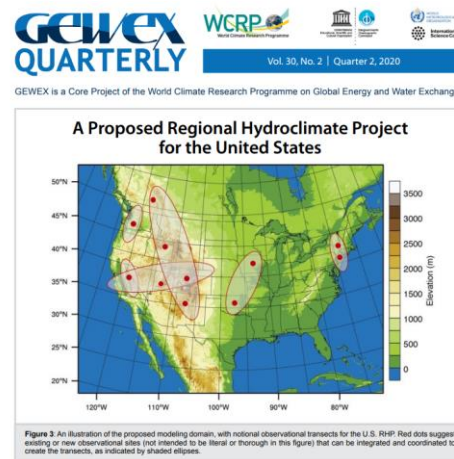 GEWEX
QUARTERLY
WCRP
World Climate Research Programme
Vol. 30, No. 2 | Quarter 2, 2020
GEWEX is a Core Project of the World Climate Research Programme on Global Energy and Water Exchang
A Proposed Regional Hydroclimate Project
for the United States
50°N
45°N
40°N
35°N
30°N
25°N
20°N
120°W
110°W
100°W
90°W
80°W
3500
3000
2500
2000
1500
1000
500
0
Elevation (m)
Figure 3: An illustration of the proposed modeling domain, with notional observational transects for the U.S. RHP. Red dots suggest
existing or new observational sites (not intended to be literal or thorough in this figure) that can be integrated and coordinated to
create the transects, as indicated by shaded ellipses.